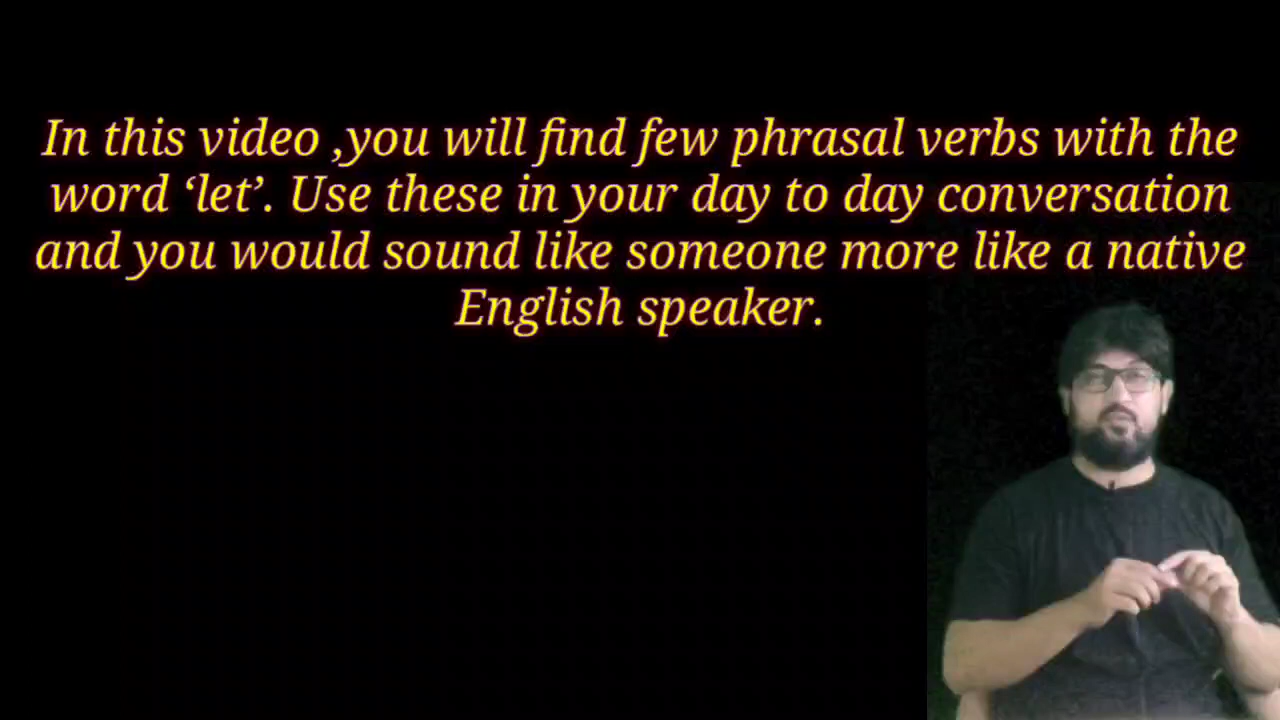 In this video ,you will find few phrasal verbs with the
word ‘let’. Use these in your day to day conversation
and you would sound like someone more like a native
English speaker.